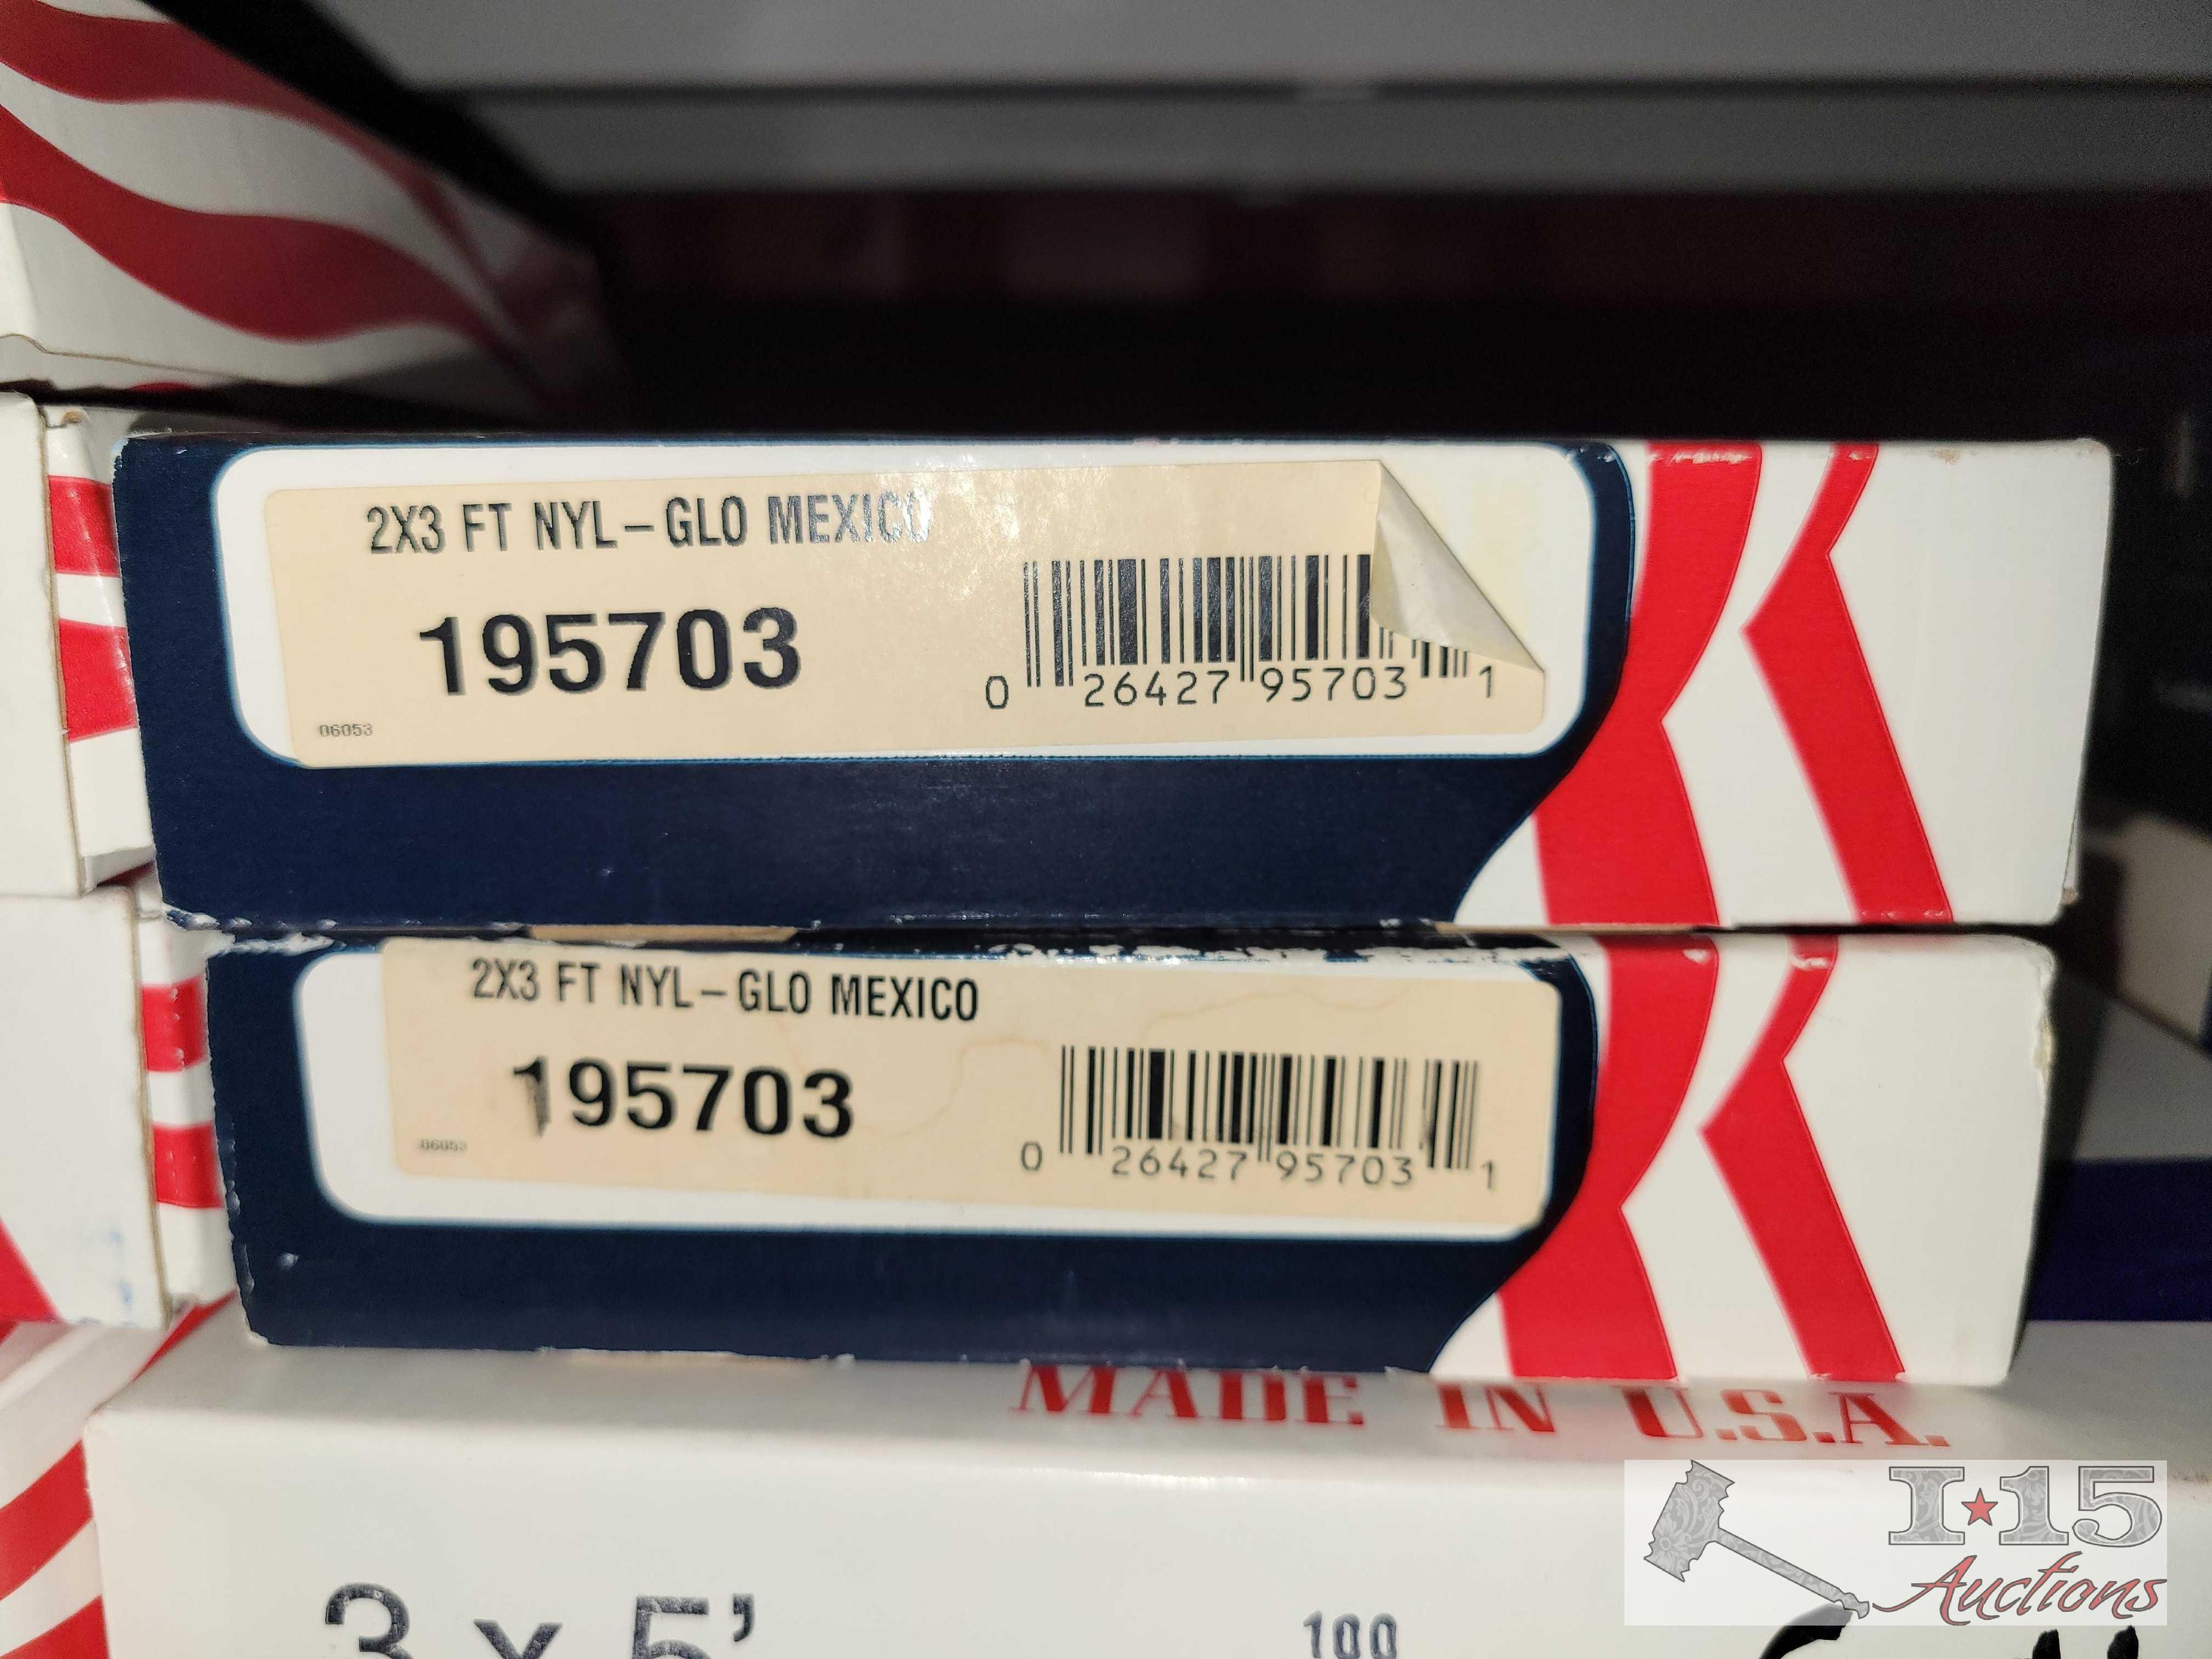 2X3 FT NYL-GLO MEXICO
195703
0 26427 95703 1
06053
2X3 FT NYL-GLO MEXICO
195703
0 26427 95703 1
06053
MADE IN U.S.A.
I-15
Auctions
3 x 5'
100